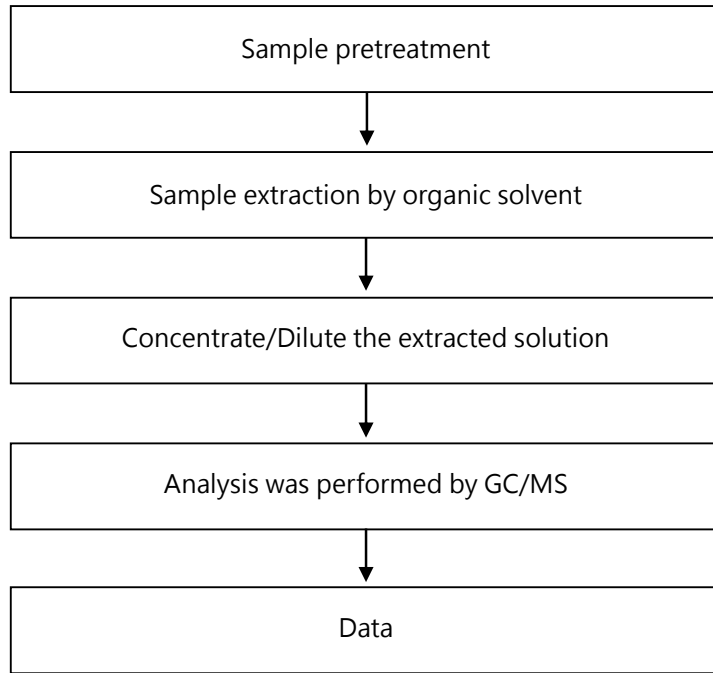 Sample pretreatment
Sample extraction by organic solvent
Concentrate/Dilute the extracted solution
Analysis was performed by GC/MS
Data